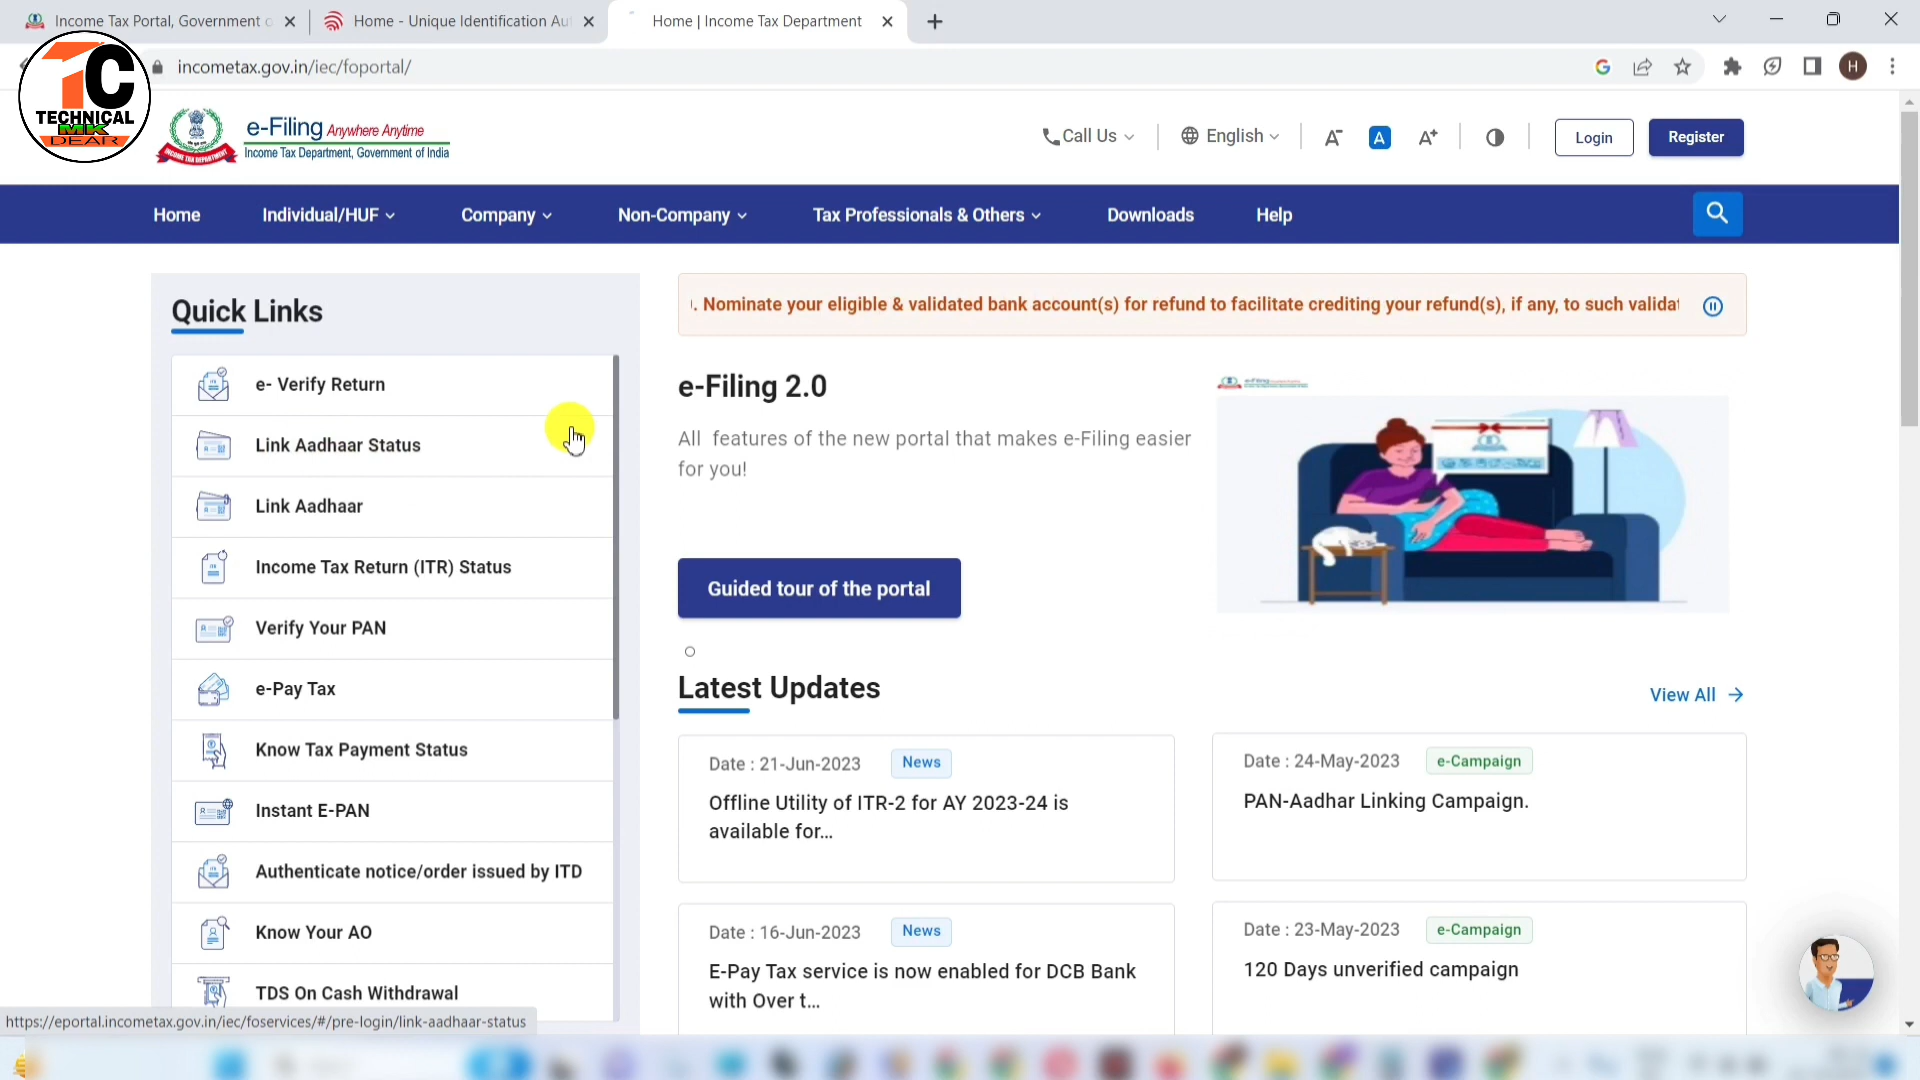 Income Tax Portal, Government o
Home - Unique Identification Au
Home | Income Tax Department
incometax.gov.in/iec/foportal/
H
TC
TECHNICAL
MK
DEAR
e-Filing Anywhere Anytime
Income Tax Department, Government of India
Call Us
English
A-
A
A+
Login
Register
Home
Individual/HUF
Company
Non-Company
Tax Professionals & Others
Downloads
Help
Quick Links
e- Verify Return
Link Aadhaar Status
Link Aadhaar
Income Tax Return (ITR) Status
Verify Your PAN
e-Pay Tax
Know Tax Payment Status
Instant E-PAN
Authenticate notice/order issued by ITD
Know Your AO
TDS On Cash Withdrawal
. Nominate your eligible & validated bank account(s) for refund to facilitate crediting your refund(s), if any, to such validat
e-Filing 2.0
All features of the new portal that makes e-Filing easier
for you!
Guided tour of the portal
Latest Updates
View All
Date : 21-Jun-2023 News
Offline Utility of ITR-2 for AY 2023-24 is
available for...
Date : 24-May-2023 e-Campaign
PAN-Aadhar Linking Campaign.
Date : 16-Jun-2023 News
E-Pay Tax service is now enabled for DCB Bank
with Over t...
Date : 23-May-2023 e-Campaign
120 Days unverified campaign
https://eportal.incometax.gov.in/iec/foservices/#/pre-login/link-aadhaar-status